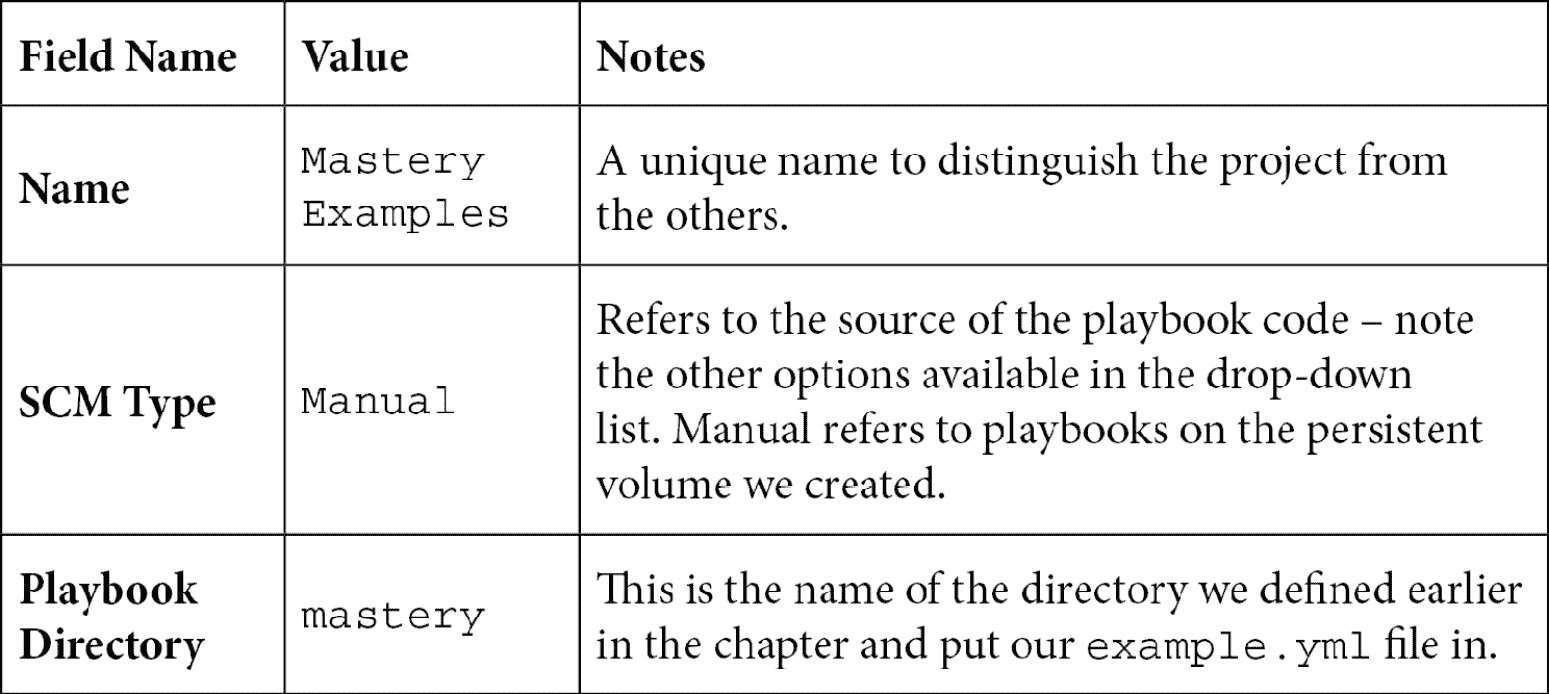 Field Name Value Notes
Name
Mastery
Examples
A unique name to distinguish the project from
the others.
SCM Type
Manual
Refers to the source of the playbook code – note
the other options available in the drop-down
list. Manual refers to playbooks on the persistent
volume we created.
Playbook
Directory
mastery
This is the name of the directory we defined earlier
in the chapter and put our example.yml file in.